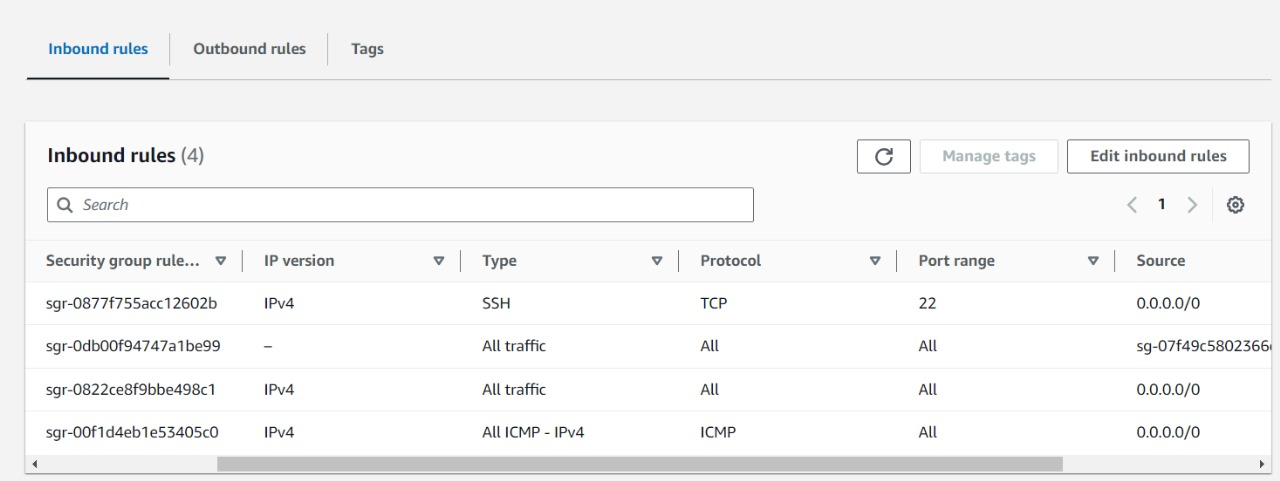 Inbound rules Outbound rules Tags
Inbound rules (4) Manage tags Edit inbound rules
Search 1
Security group rule... IP version Type Protocol Port range Source
sgr-0877f755acc12602b IPv4 SSH TCP 22 0.0.0.0/0
sgr-0db00f94747a1be99 – All traffic All All sg-07f49c5802366
sgr-0822ce8f9bbe498c1 IPv4 All traffic All All 0.0.0.0/0
sgr-00f1d4eb1e53405c0 IPv4 All ICMP - IPv4 ICMP All 0.0.0.0/0